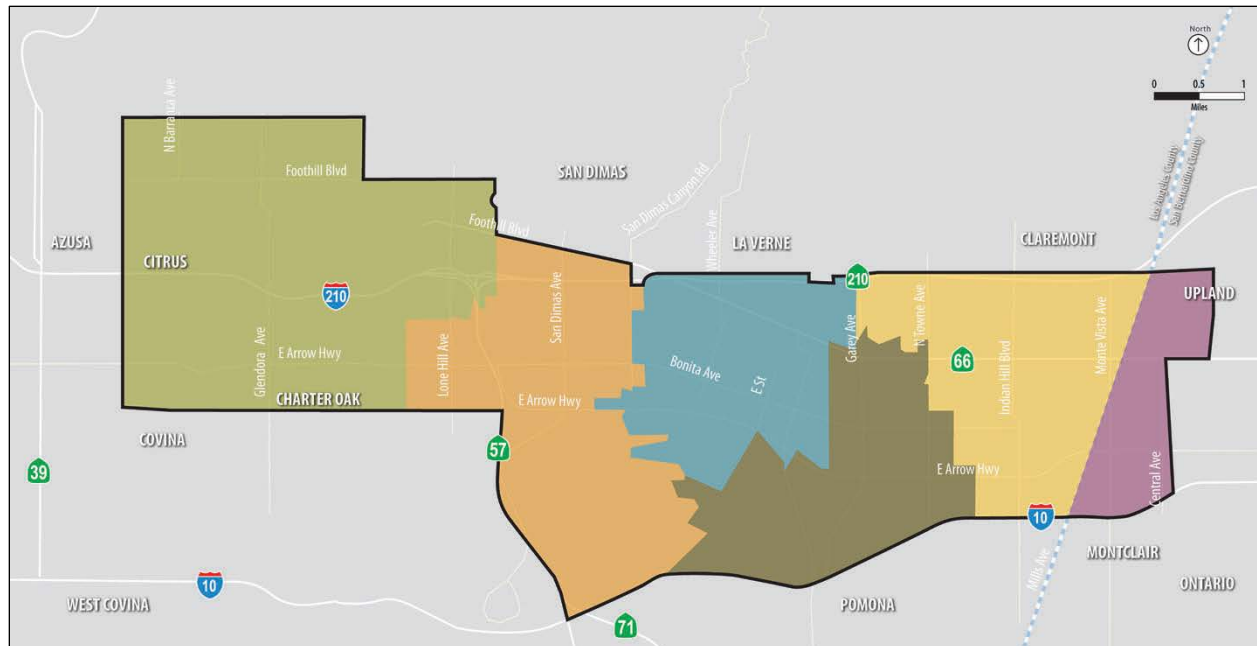 North
0 0.5 1
Miles
N Barranca Ave
Foothill Blvd
SAN DIMAS
San Dimas Canyon Rd
Los Angeles County
San Bernardino County
Foothill Blvd
Wheeler Ave
AZUSA
LA VERNE
CLAREMONT
CITRUS
210
210
UPLAND
San Dimas Ave
Garey Ave
N Towne Ave
Glendora Ave
Lone Hill Ave
E Arrow Hwy
Bonita Ave
E St
66
Indian Hill Blvd
Monte Vista Ave
CHARTER OAK
E Arrow Hwy
COVINA
57
39
E Arrow Hwy
Central Ave
10
MONTCLAIR
10
Mills Ave
ONTARIO
WEST COVINA
POMONA
71